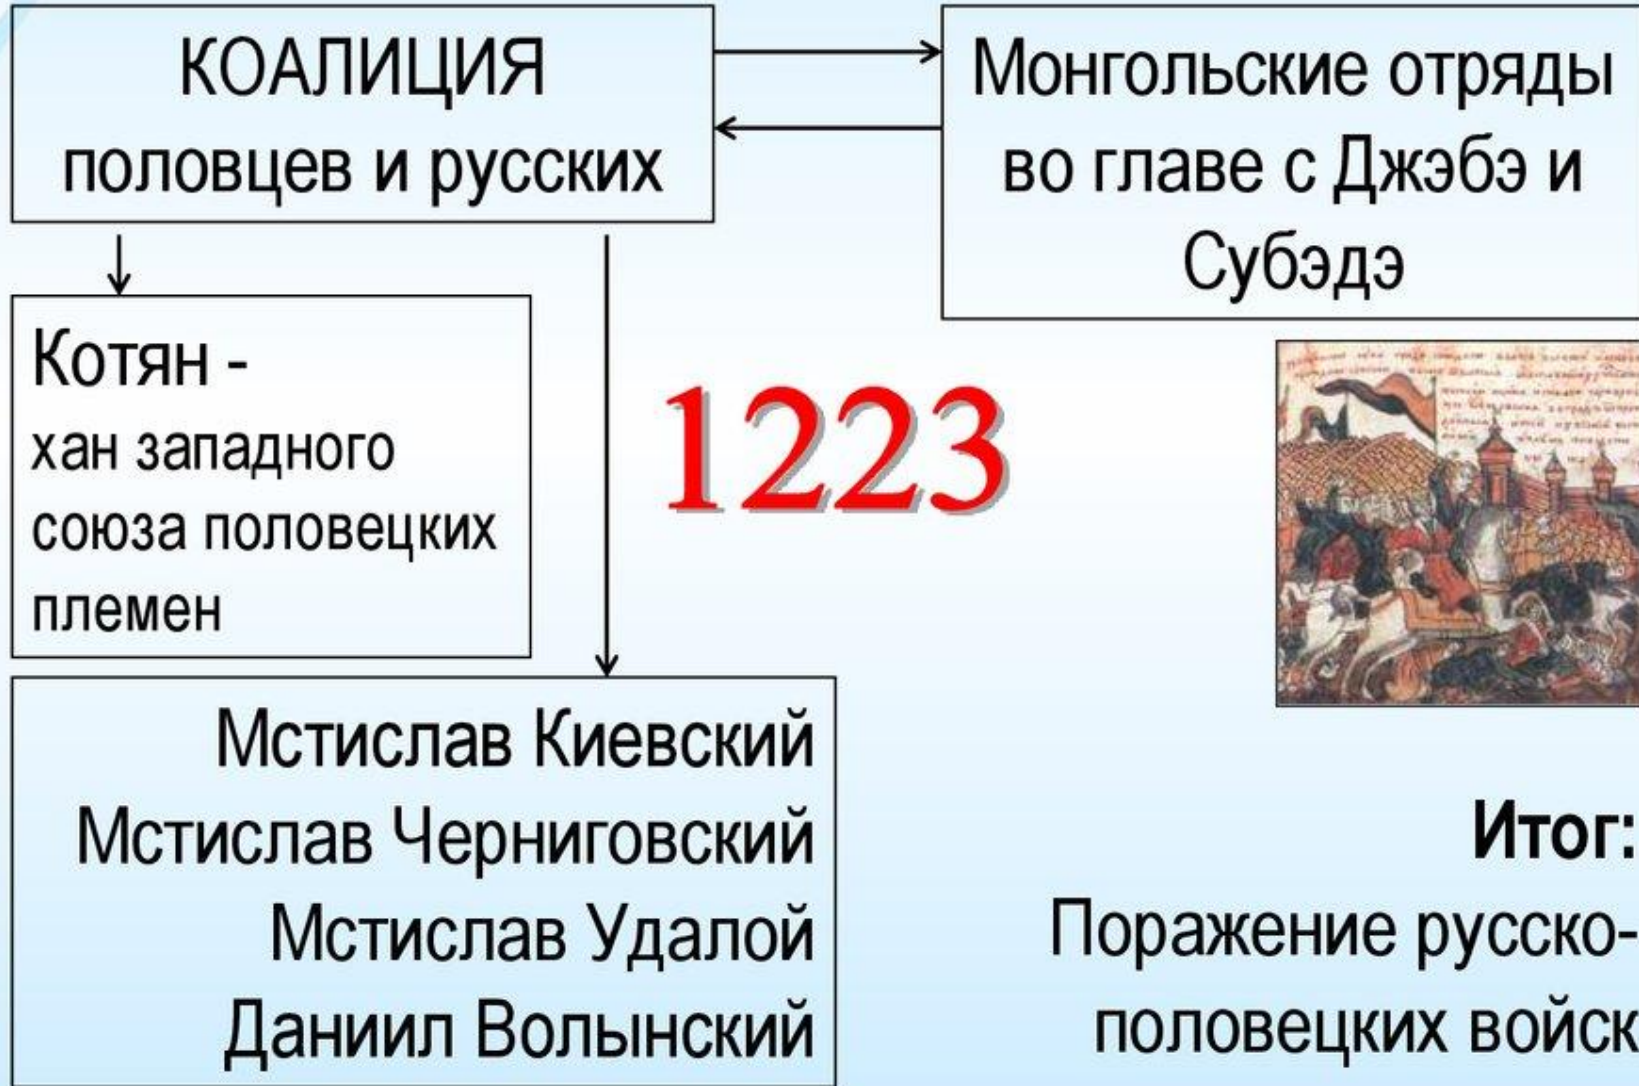 КОАЛИЦИЯ
половцев и русских
Монгольские отряды
во главе с Джэбэ и
Субэдэ
Котян -
хан западного
союза половецких
племен
1223
Мстислав Киевский
Мстислав Черниговский
Мстислав Удалой
Даниил Волынский
Итог:
Поражение русско-
половецких войск